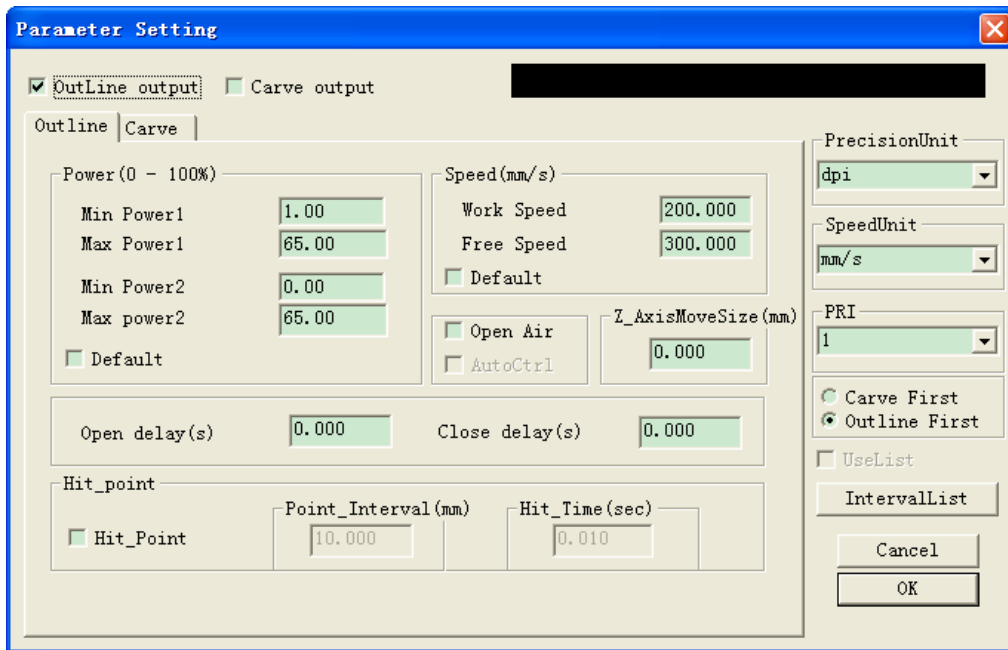 Parameter Setting
OutLine output Carve output
Outline Carve
PrecisionUnit
dpi
Power(0 - 100%)
Speed(mm/s)
Min Power1 1.00
Work Speed 200.000
Max Power1 65.00
Free Speed 300.000
SpeedUnit
mm/s
Min Power2 0.00
Default
Max power2 65.00
Open Air
Z_AxisMoveSize(mm)
PRI
1
Default
AutoCtrl
0.000
Carve First
Outline First
Open delay(s) 0.000 Close delay(s) 0.000
UseList
Hit_point
IntervalList
Point_Interval(mm) Hit_Time(sec)
Hit_Point 10.000 0.010
Cancel
OK